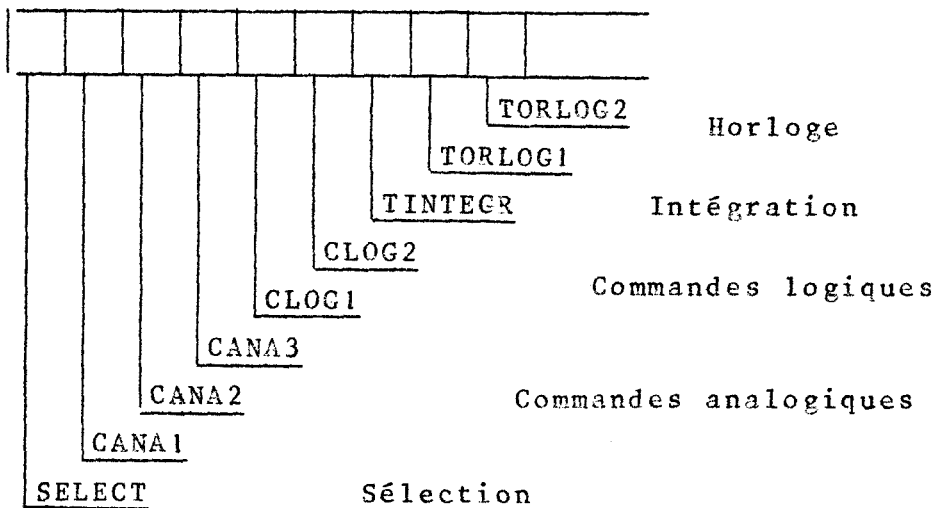 TORLOG2
Horloge
TORLOG1
TINTEGR Intégration
CLOG2
Commandes logiques
CLOG1
CANA3
CANA2 Commandes analogiques
CANA1
SELECT Sélection